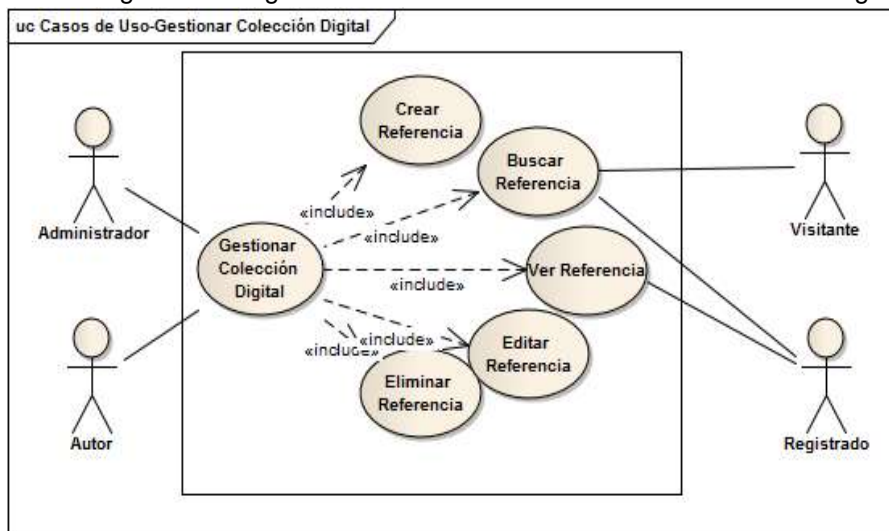 uc Casos de Uso-Gestionar Colección Digital
Crear
Referencia
Buscar
Referencia
«include»
«include»
Administrador
Visitante
Gestionar
Colección
Digital
Ver Referencia
«include»
«include»
«include»
Editar
Referencia
Eliminar
Referencia
Autor
Registrado